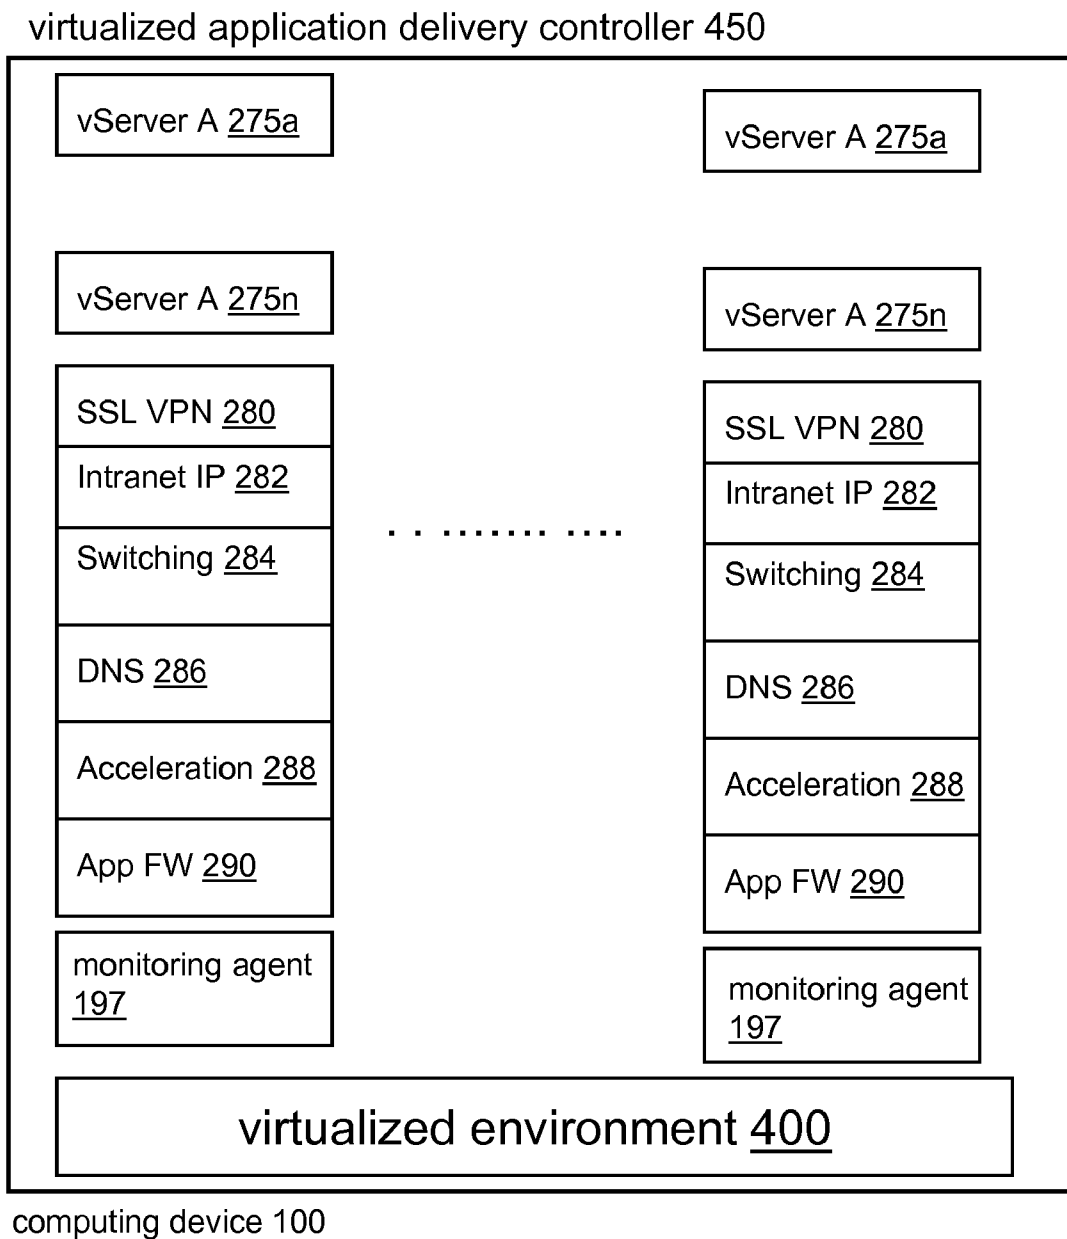 virtualized application delivery controller 450
vServer A 275a
vServer A 275n
SSL VPN 280
Intranet IP 282
Switching 284
DNS 286
Acceleration 288
App FW 290
monitoring agent
197
. . ....... ....
vServer A 275a
vServer A 275n
SSL VPN 280
Intranet IP 282
Switching 284
DNS 286
Acceleration 288
App FW 290
monitoring agent
197
virtualized environment 400
computing device 100